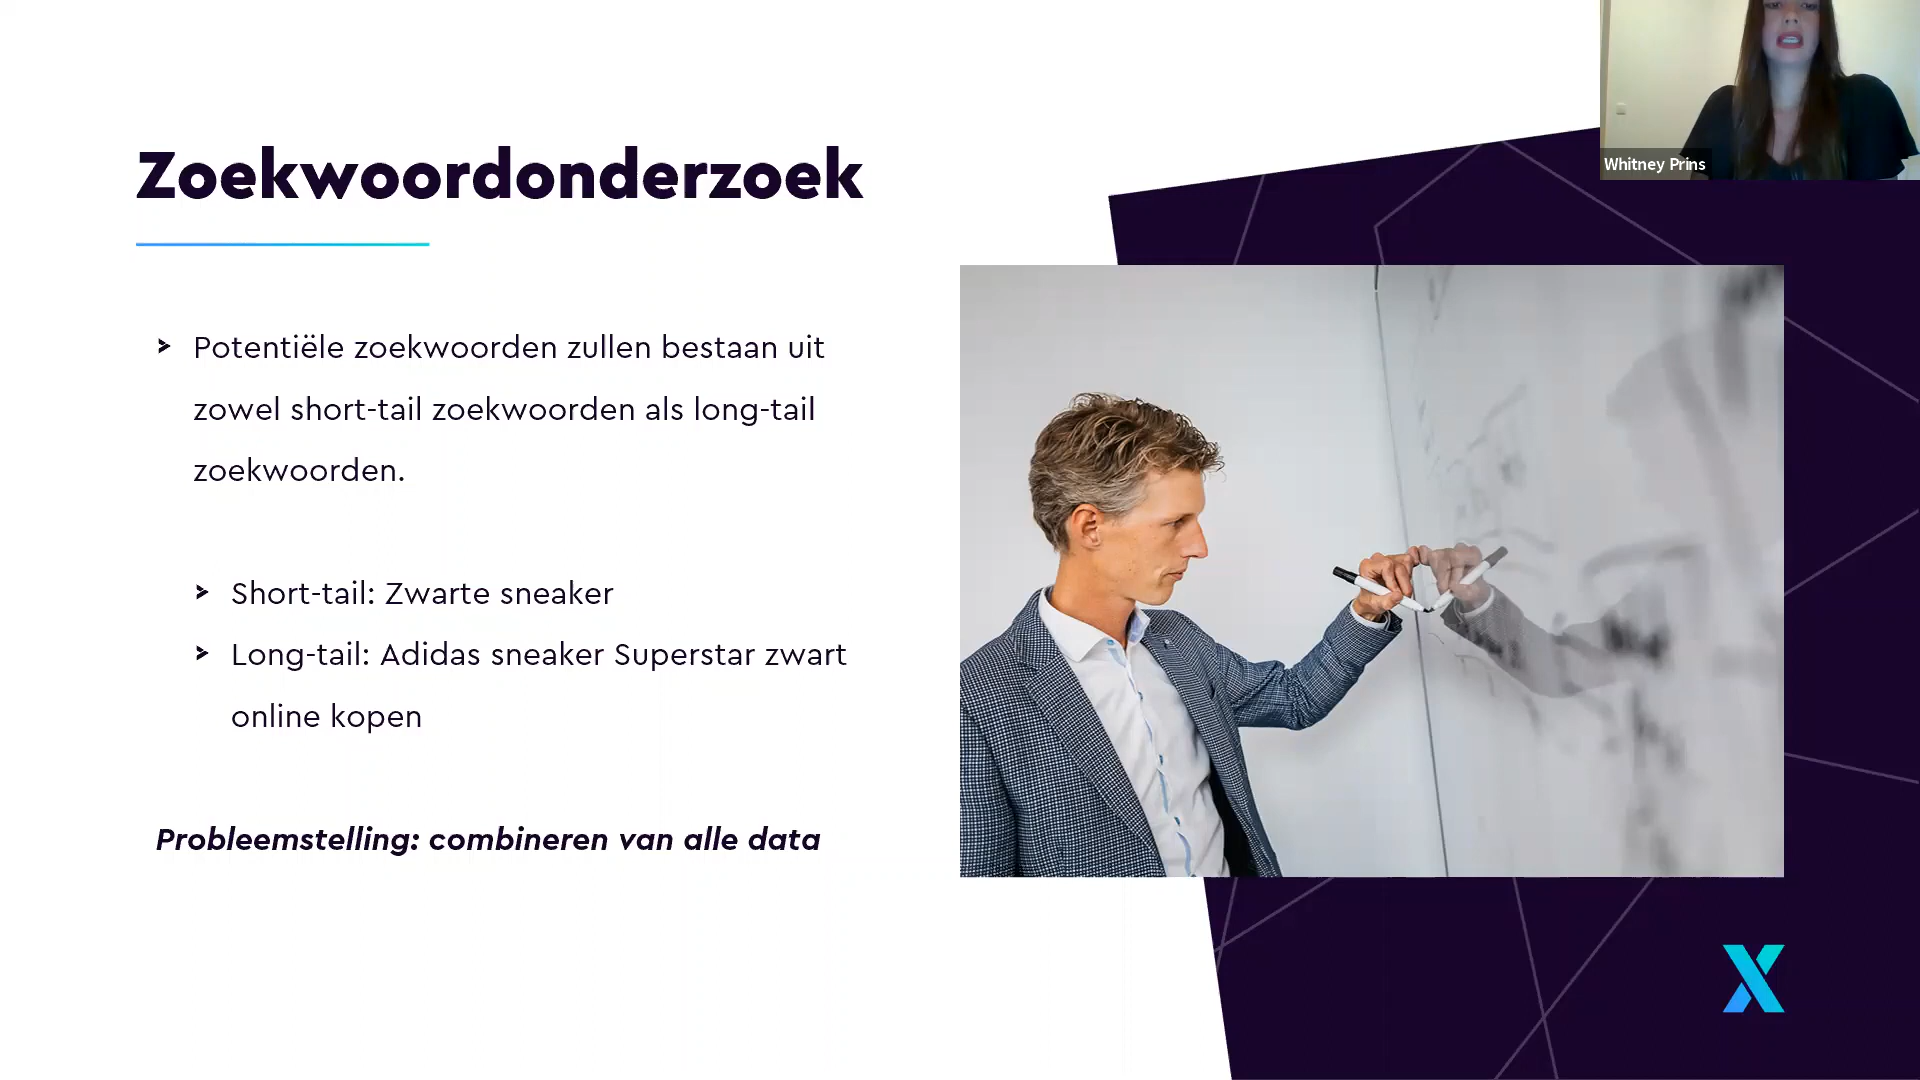 Whitney Prins
Zoekwoordonderzoek
Potentiële zoekwoorden zullen bestaan uit
zowel short-tail zoekwoorden als long-tail
zoekwoorden.
Short-tail: Zwarte sneaker
Long-tail: Adidas sneaker Superstar zwart
online kopen
Probleemstelling: combineren van alle data